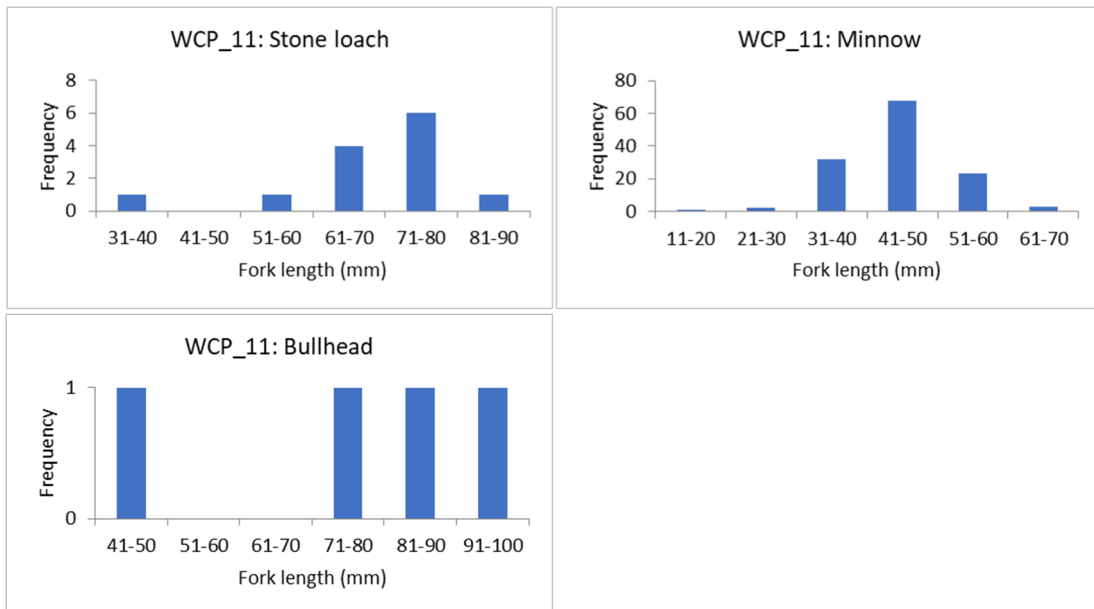 WCP_11: Stone loach
8
6
4
2
0
Frequency
31-40 41-50 51-60 61-70 71-80 81-90
Fork length (mm)
WCP_11: Minnow
80
60
40
20
0
Frequency
11-20 21-30 31-40 41-50 51-60 61-70
Fork length (mm)
WCP_11: Bullhead
1
0
Frequency
41-50 51-60 61-70 71-80 81-90 91-100
Fork length (mm)